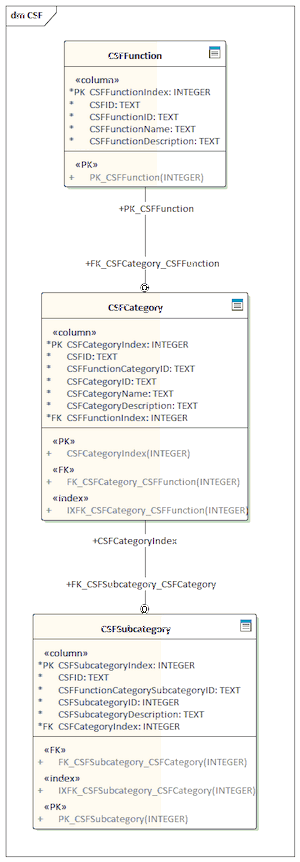 dm CSF
CSFFunction
«column»
*PK CSFFunctionIndex: INTEGER
* CSFID: TEXT
* CSFFunctionID: TEXT
* CSFFunctionName: TEXT
* CSFFunctionDescription: TEXT
«PK»
+ PK_CSFFunction(INTEGER)
+PK_CSFFunction
+FK_CSFCategory_CSFFunction
CSFCategory
«column»
*PK CSFCategoryIndex: INTEGER
* CSFID: TEXT
* CSFFunctionCategoryID: TEXT
* CSFCategoryID: TEXT
* CSFCategoryName: TEXT
* CSFCategoryDescription: TEXT
*FK CSFFunctionIndex: INTEGER
«PK»
+ CSFCategoryIndex(INTEGER)
«FK»
+ FK_CSFCategory_CSFFunction(INTEGER)
«index»
+ IXFK_CSFCategory_CSFFunction(INTEGER)
+CSFCategoryIndex
+FK_CSFSubcategory_CSFCategory
CSFSubcategory
«column»
*PK CSFSubcategoryIndex: INTEGER
* CSFID: TEXT
* CSFFunctionCategorySubcategoryID: TEXT
* CSFSubcategoryID: INTEGER
* CSFSubcategoryDescription: TEXT
*FK CSFCategoryIndex: INTEGER
«FK»
+ FK_CSFSubcategory_CSFCategory(INTEGER)
«index»
+ IXFK_CSFSubcategory_CSFCategory(INTEGER)
«PK»
+ PK_CSFSubcategory(INTEGER)